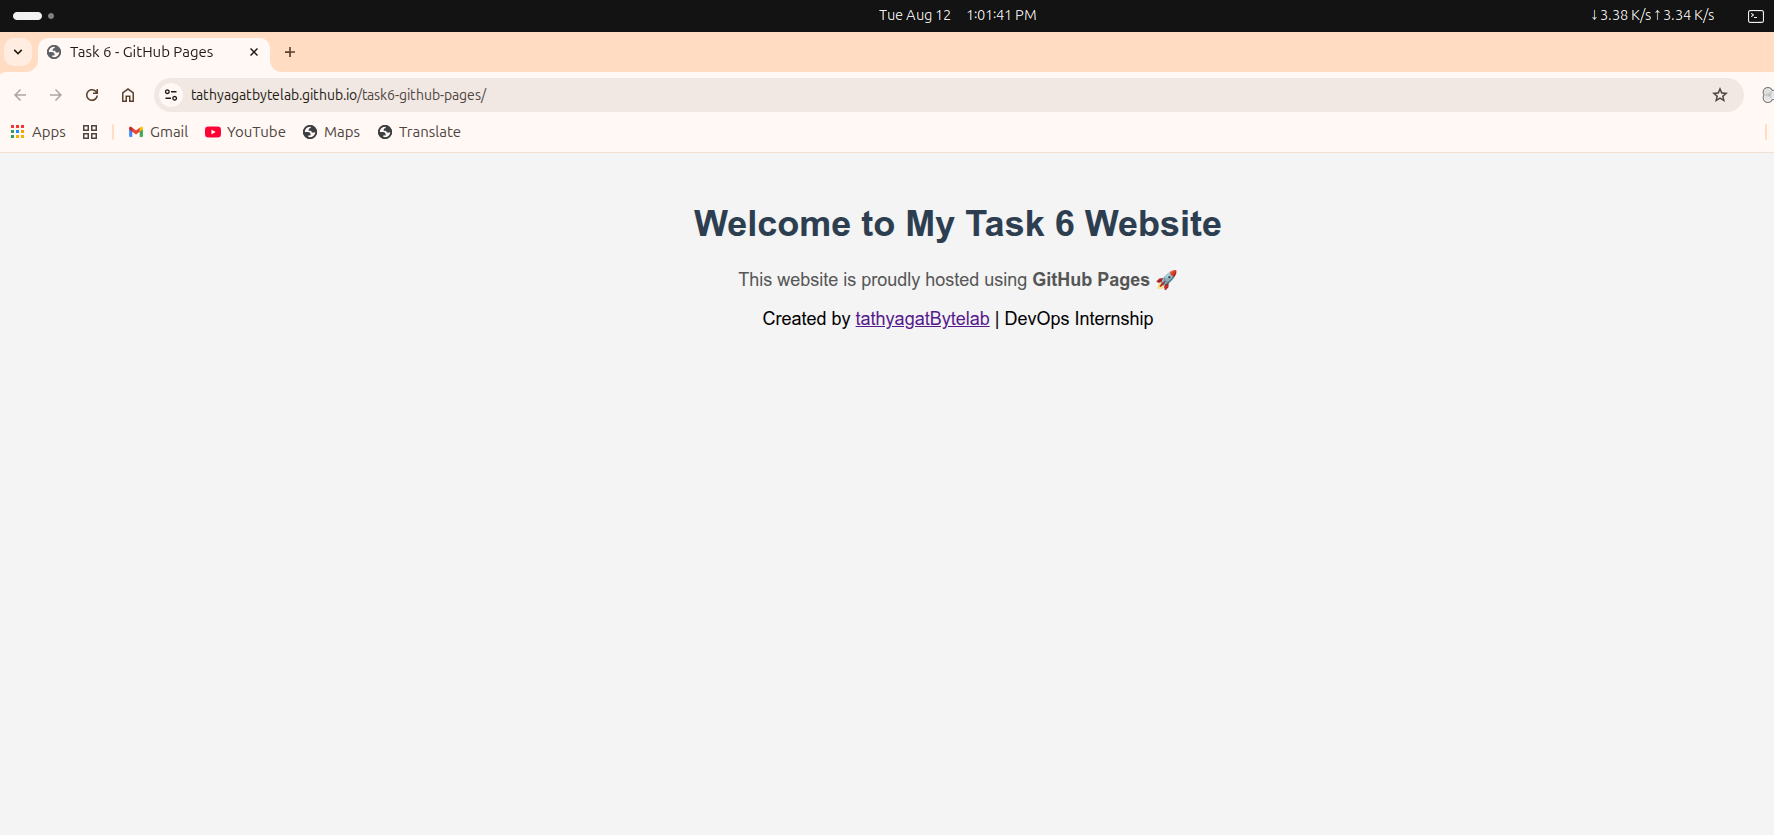 Tue Aug 12 1:01:41 PM
↓3.38 K/s↑3.34 K/s
Task 6 - GitHub Pages
tathyagatbytelab.github.io/task6-github-pages/
Apps Gmail YouTube Maps Translate
Welcome to My Task 6 Website
This website is proudly hosted using GitHub Pages 🚀
Created by tathyagatBytelab | DevOps Internship